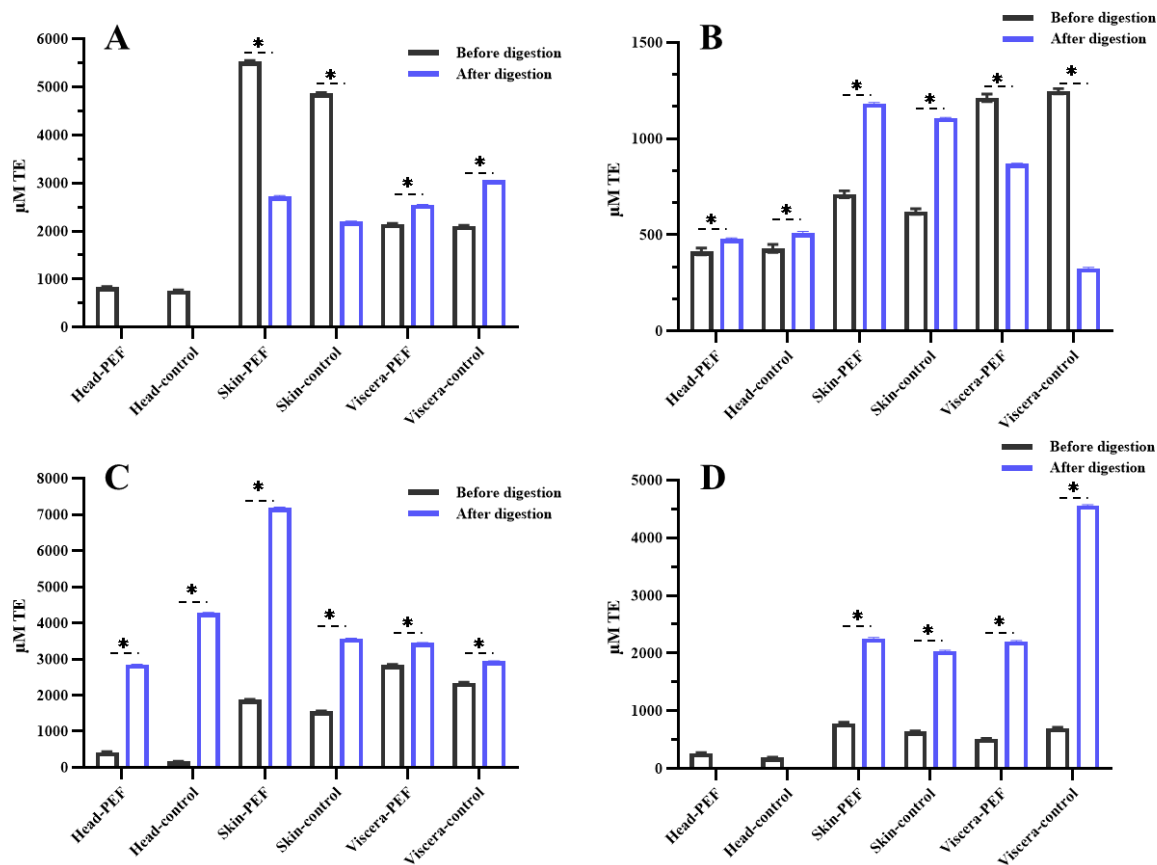 A
Before digestion
After digestion
*
*
*
*
6000
5000
4000
3000
2000
1000
0
µM TE
Head-PEF
Head-control
Skin-PEF
Skin-control
Viscera-PEF
Viscera-control
B
Before digestion
After digestion
*
*
*
*
*
*
1500
1000
500
0
µM TE
Head-PEF
Head-control
Skin-PEF
Skin-control
Viscera-PEF
Viscera-control
C
Before digestion
After digestion
*
*
*
*
*
*
8000
7000
6000
5000
4000
3000
2000
1000
0
µM TE
Head-PEF
Head-control
Skin-PEF
Skin-control
Viscera-PEF
Viscera-control
D
Before digestion
After digestion
*
*
*
*
5000
4000
3000
2000
1000
0
µM TE
Head-PEF
Head-control
Skin-PEF
Skin-control
Viscera-PEF
Viscera-control